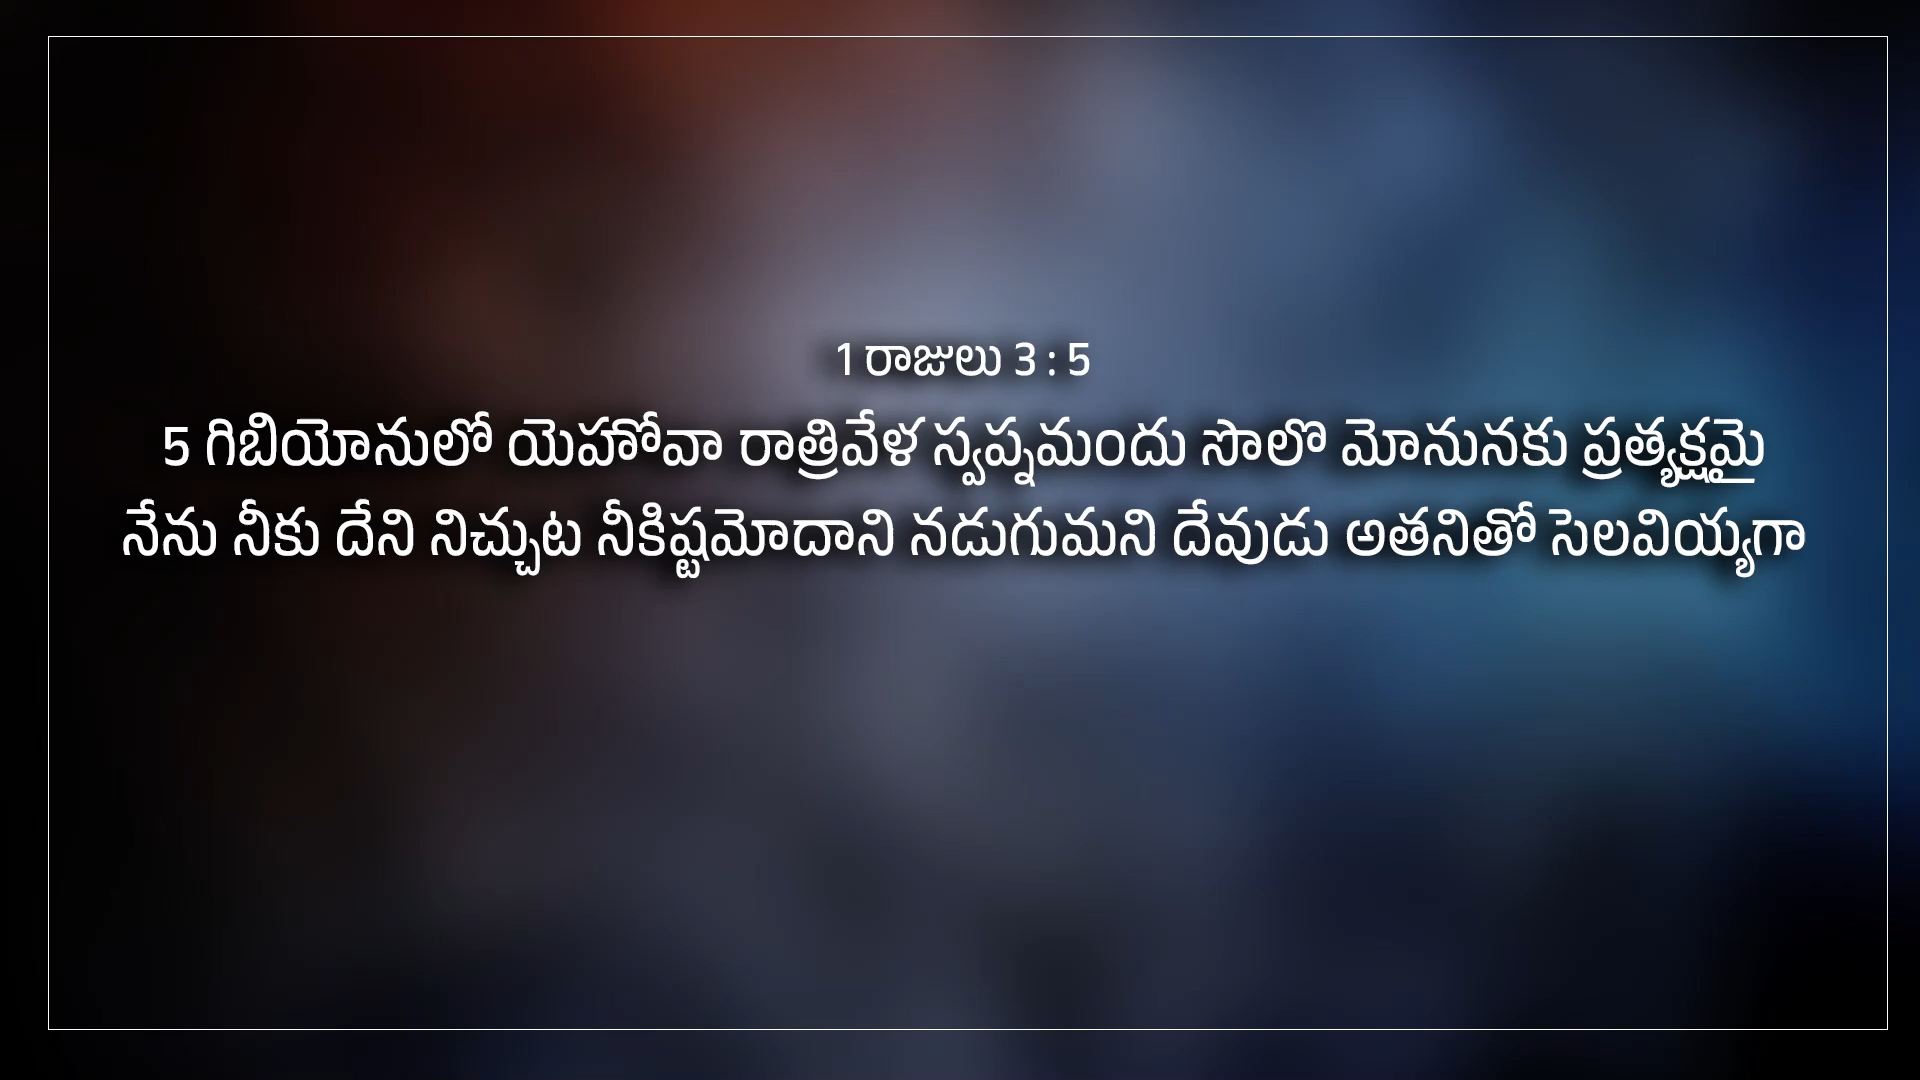 1 రాజులు 3 : 5
5 గిబియోనులో యెహోవా రాత్రివేళ స్వప్నమందు సొలొ మోనునకు ప్రత్యక్షమై
నేను నీకు దేని నిచ్చుట నీకిష్టమోదాని నడుగుమని దేవుడు అతనితో సెలవియ్యగా